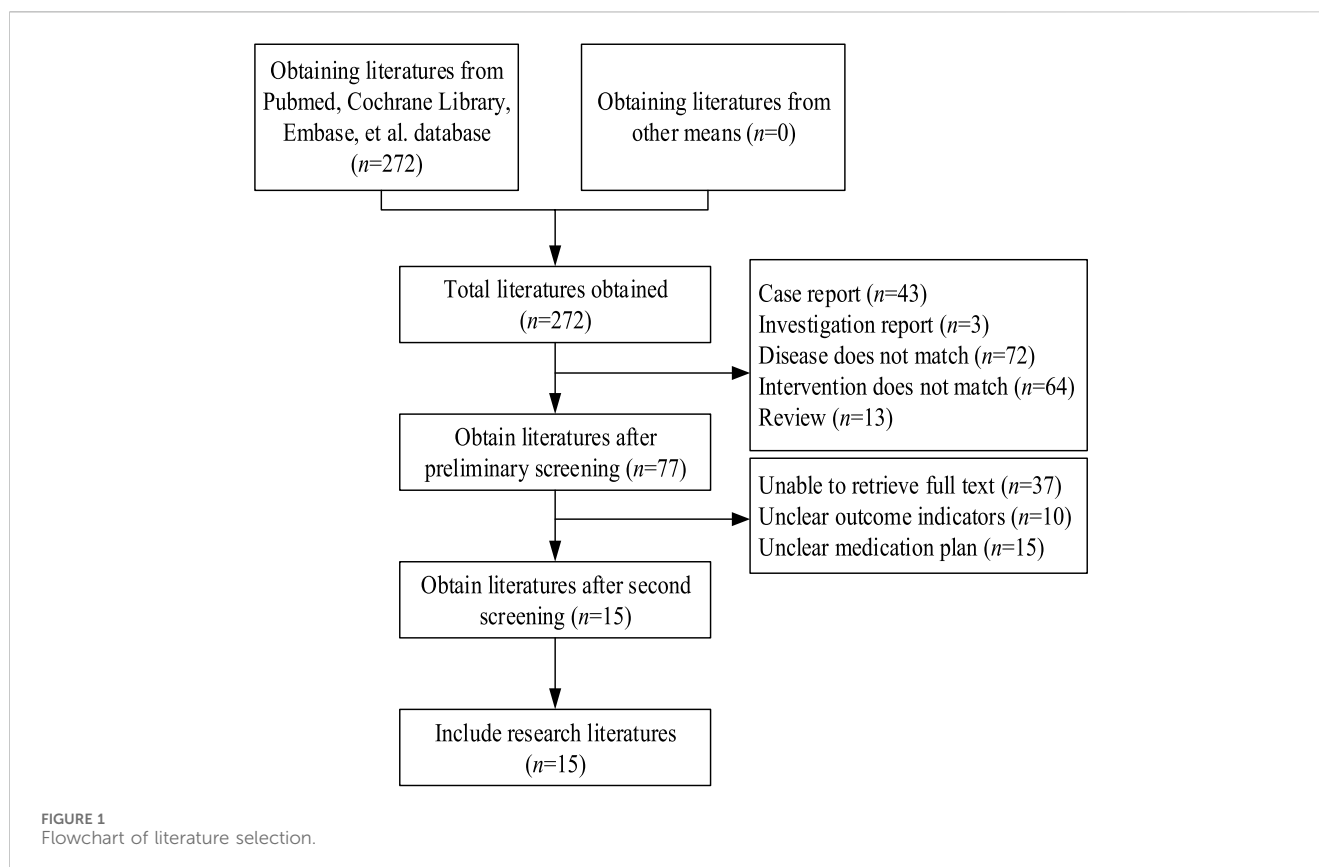 Obtaining literatures from
Pubmed, Cochrane Library,
Embase, et al. database
(n=272)
Obtaining literatures from
other means (n=0)
Total literatures obtained
(n=272)
Case report (n=43)
Investigation report (n=3)
Disease does not match (n=72)
Intervention does not match (n=64)
Review (n=13)
Obtain literatures after
preliminary screening (n=77)
Unable to retrieve full text (n=37)
Unclear outcome indicators (n=10)
Unclear medication plan (n=15)
Obtain literatures after second
screening (n=15)
Include research literatures
(n=15)
FIGURE 1
Flowchart of literature selection.